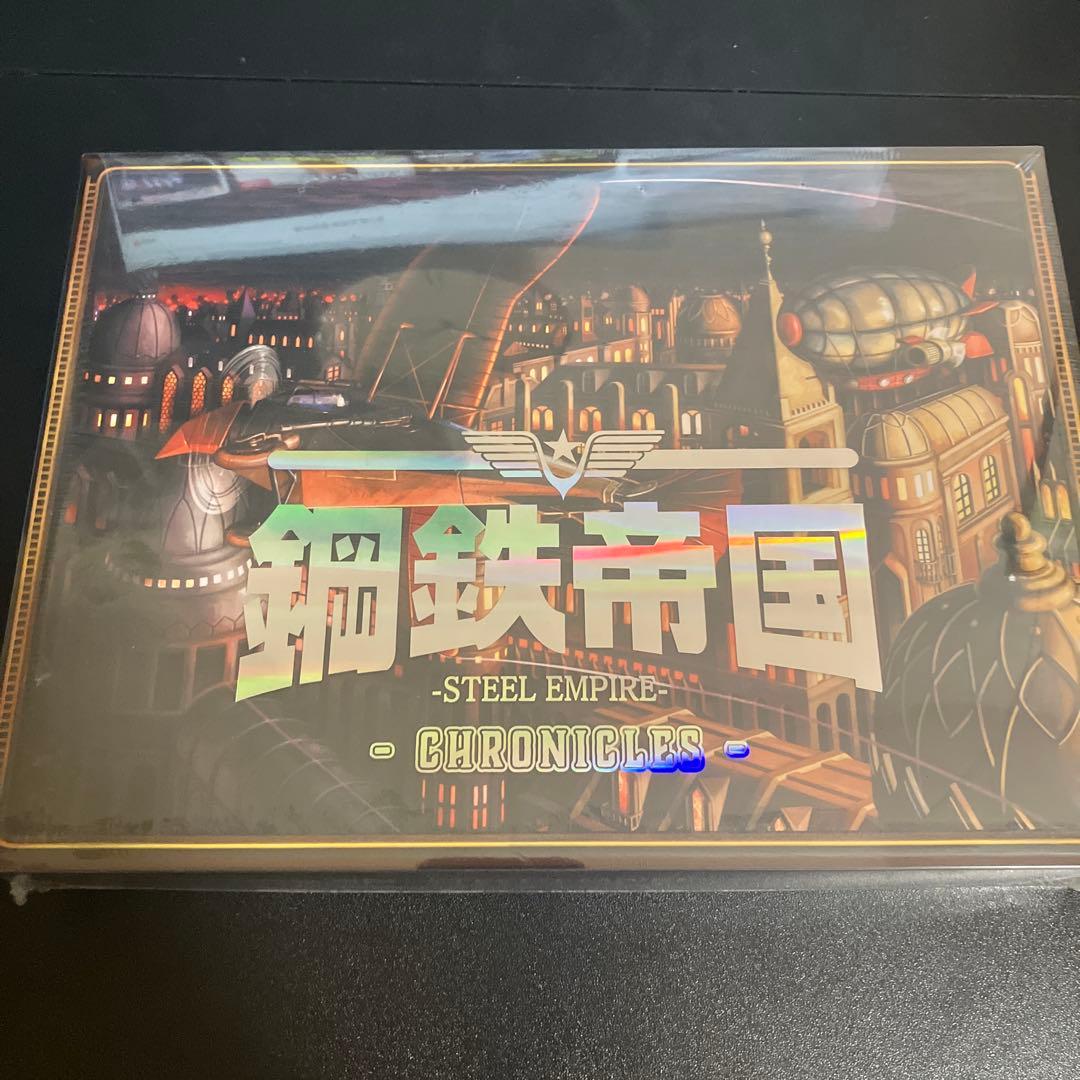 鋼鉄帝国
-STEEL EMPIRE-
- CHRONICLES -